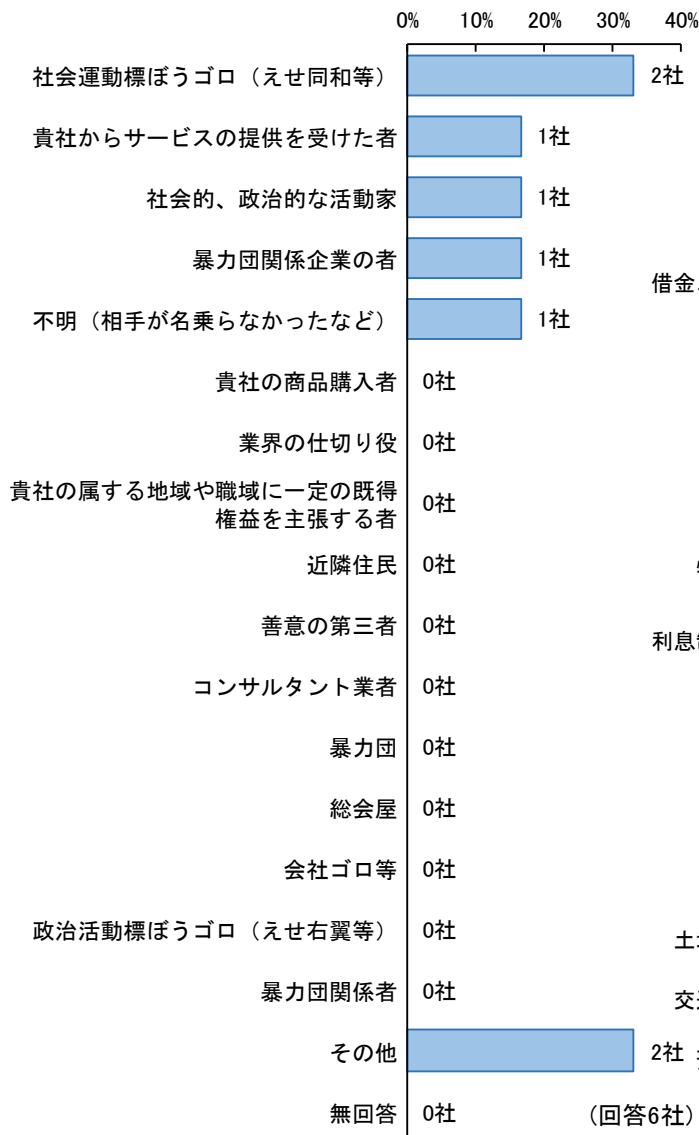 0% 10% 20% 30% 40%
社会運動標ぼうゴロ（えせ同和等） 2社
貴社からサービスの提供を受けた者 1社
社会的、政治的な活動家 1社
暴力団関係企業の者 1社
借金
不明（相手が名乗らなかったなど） 1社
貴社の商品購入者 0社
業界の仕切り役 0社
貴社の属する地域や職域に一定の既得
権益を主張する者 0社
近隣住民 0社
善意の第三者 0社
利息
コンサルタント業者 0社
暴力団 0社
総会屋 0社
会社ゴロ等 0社
政治活動標ぼうゴロ（えせ右翼等） 0社
土
暴力団関係者 0社
交
その他 2社
無回答 0社 （回答6社）